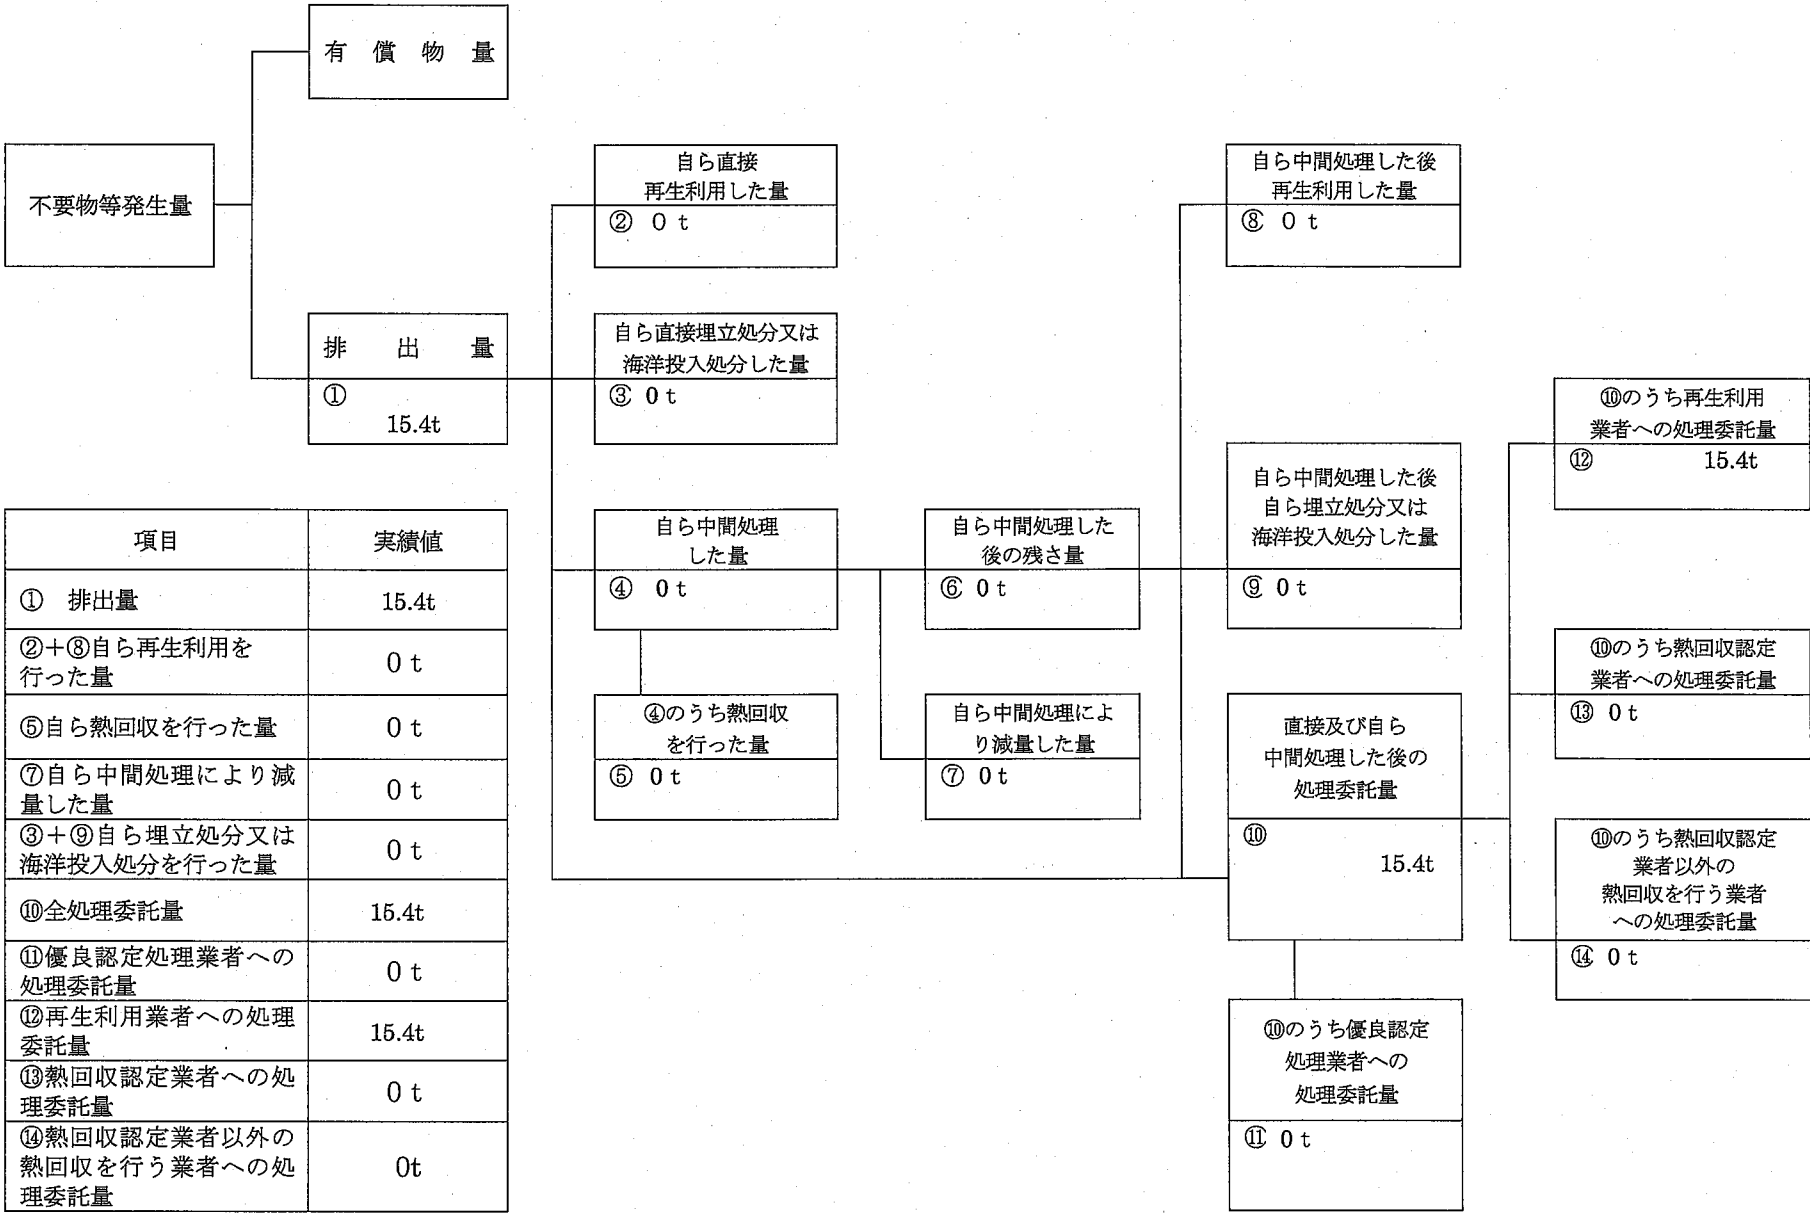 有償物量
不要物等発生量
排出量
①
15.4t
自ら直接
再生利用した量
② 0 t
自ら直接埋立処分又は
海洋投入処分した量
③ 0 t
自ら中間処理
した量
④ 0 t
④のうち熱回収
を行った量
⑤ 0 t
自ら中間処理した
後の残さ量
⑥ 0 t
自ら中間処理によ
り減量した量
⑦ 0 t
自ら中間処理した後
再生利用した量
⑧ 0 t
自ら中間処理した後
自ら埋立処分又は
海洋投入処分した量
⑨ 0 t
直接及び自ら
中間処理した後の
処理委託量
⑩
15.4t
⑩のうち優良認定
処理業者への
処理委託量
⑪ 0 t
⑩のうち再生利用
業者への処理委託量
⑫ 15.4t
⑩のうち熱回収認定
業者への処理委託量
⑬ 0 t
⑩のうち熱回収認定
業者以外の
熱回収を行う業者
への処理委託量
⑭ 0 t
項目 実績値
① 排出量 15.4t
②+⑧自ら再生利用を
行った量 0 t
⑤自ら熱回収を行った量 0 t
⑦自ら中間処理により減
量した量 0 t
③+⑨自ら埋立処分又は
海洋投入処分を行った量 0 t
⑩全処理委託量 15.4t
⑪優良認定処理業者への
処理委託量 0 t
⑫再生利用業者への処理
委託量 15.4t
⑬熱回収認定業者への処
理委託量 0 t
⑭熱回収認定業者以外の
熱回収を行う業者への処
理委託量 0t